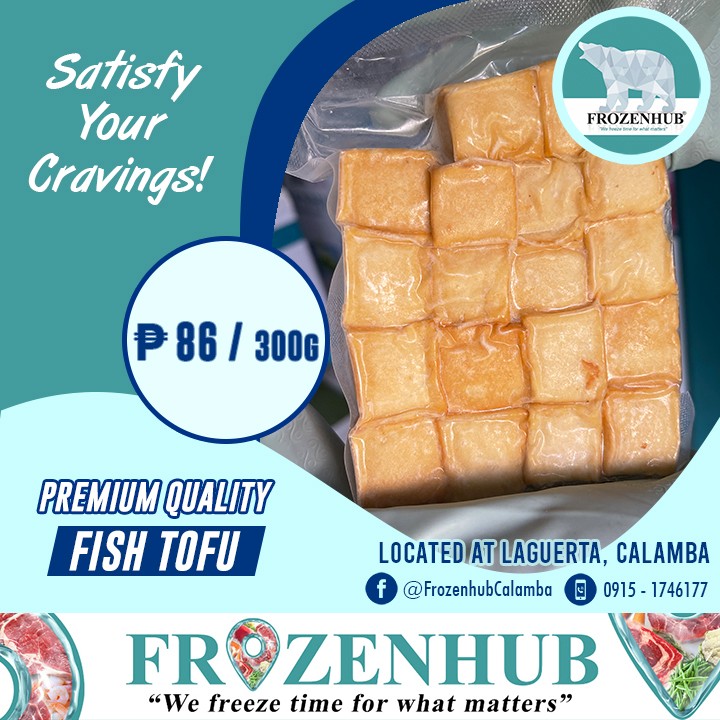 Satisfy
Your
Cravings!
FROZENHUB
"We freeze time for what matters"
₱ 86 / 300G
PREMIUM QUALITY
FISH TOFU
LOCATED AT LAGUERTA, CALAMBA
@FrozenhubCalamba 0915 - 1746177
FROZENHUB
“We freeze time for what matters”